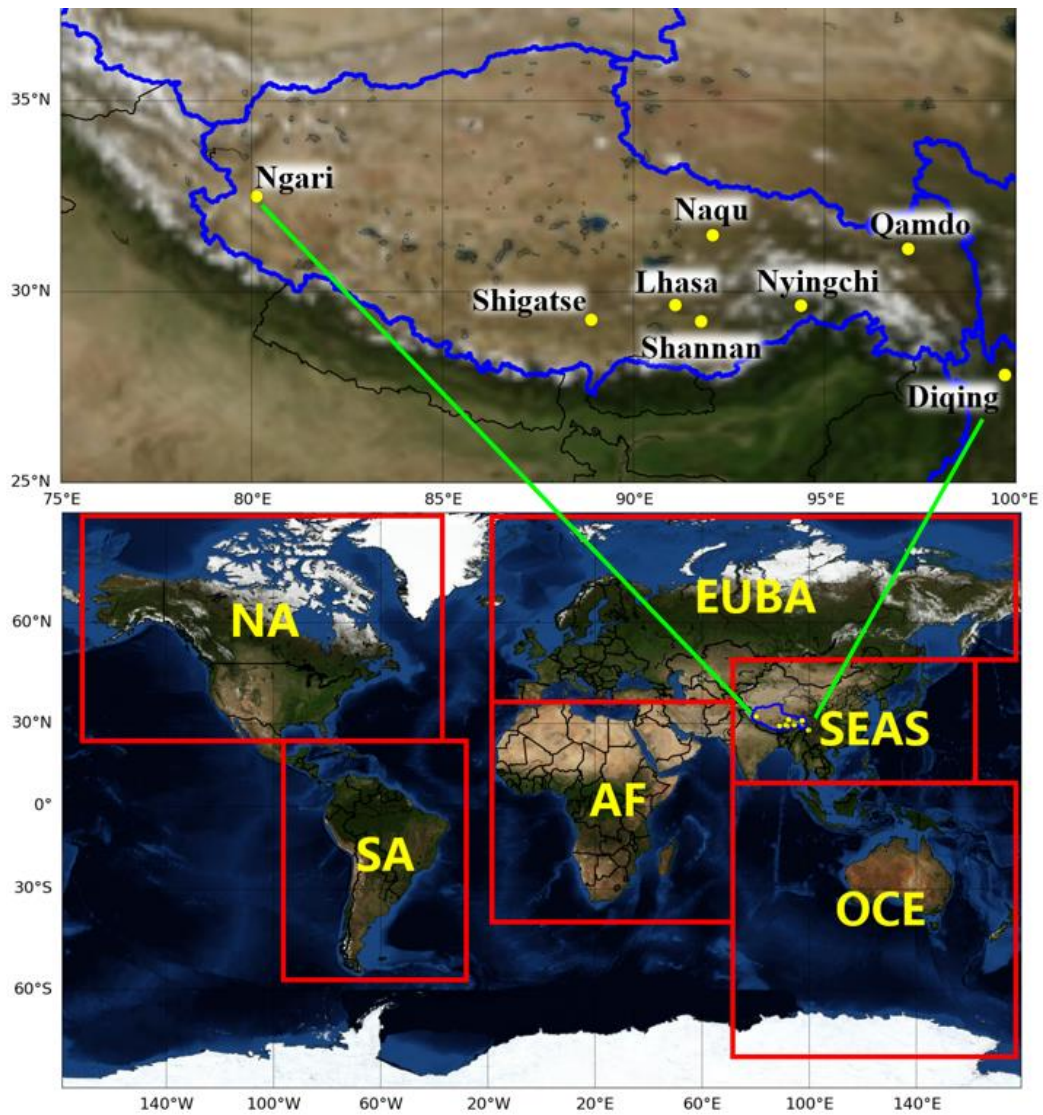 35°N
Ngari
Naqu
Qamdo
30°N
Lhasa
Nyingchi
Shigatse
Shannan
Diqing
25°N
75°E 80°E 85°E 90°E 95°E 100°E
60°N
NA
EUBA
30°N
SEAS
0°
AF
SA
30°S
OCE
60°S
140°W 100°W 60°W 20°W 20°E 60°E 100°E 140°E